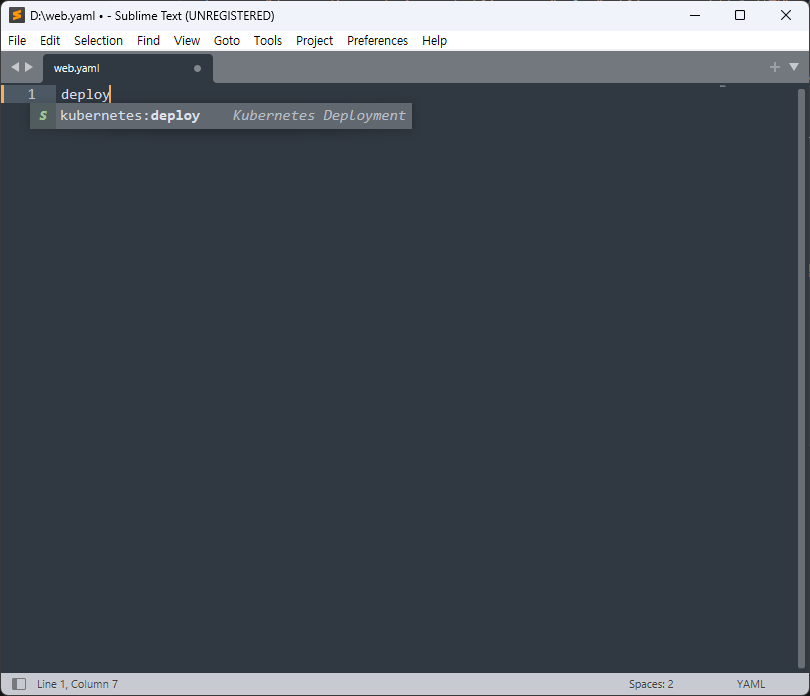 D:\web.yaml • - Sublime Text (UNREGISTERED)
File Edit Selection Find View Goto Tools Project Preferences Help
web.yaml
1 deploy
S kubernetes:deploy Kubernetes Deployment
Line 1, Column 7 Spaces: 2 YAML